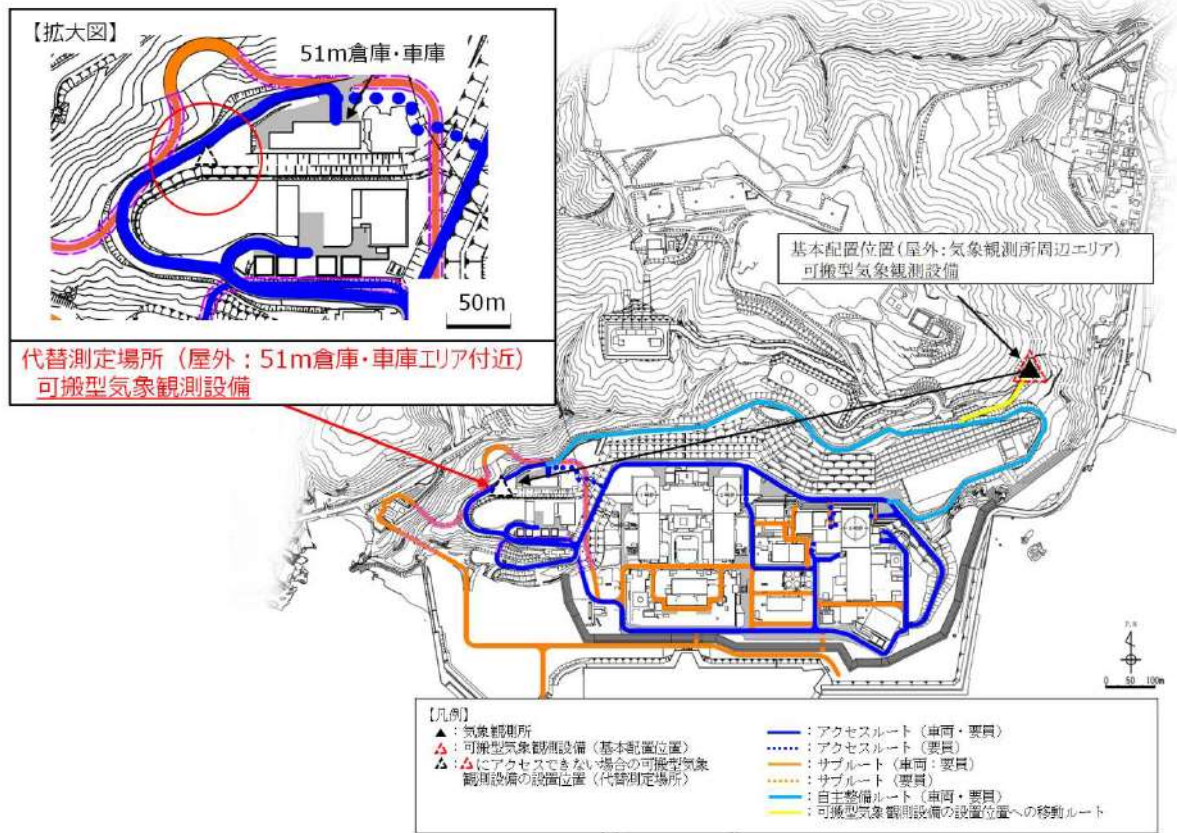 【拡大図】
51m倉庫・車庫
50m
代替測定場所（屋外：51m倉庫・車庫エリア付近）
可搬型気象観測設備
基本配置位置(屋外:気象観測所周辺エリア)
可搬型気象観測設備
P.N
0 50 100m
【凡例】
▲：気象観測所
△：可搬型気象観測設備（基本配置位置）
△：△にアクセスできない場合の可搬型気象
観測設備の設置位置（代替測定場所）
：アクセスルート（車両・要員）
：アクセスルート（要員）
：サブルート（車両：要員）
：サブルート（要員）
：自主整備ルート（車両・要員）
：可搬型気象観測設備の設置位置への移動ルート